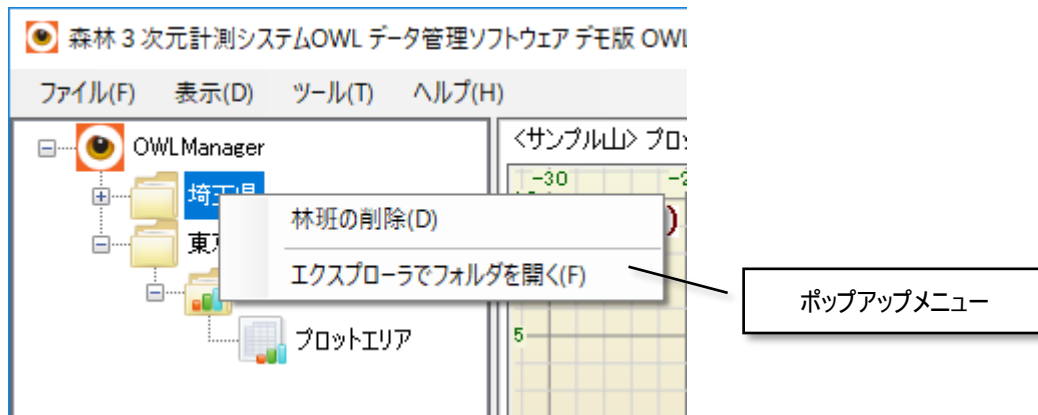 森林３次元計測システムOWL データ管理ソフトウェア デモ版 OWL
ファイル(F) 表示(D) ツール(T) ヘルプ(H)
OWLManager
<サンプル山> プロッ
-30
埼玉県
林班の削除(D)
東
エクスプローラでフォルダを開く(F)
ポップアップメニュー
プロットエリア
5